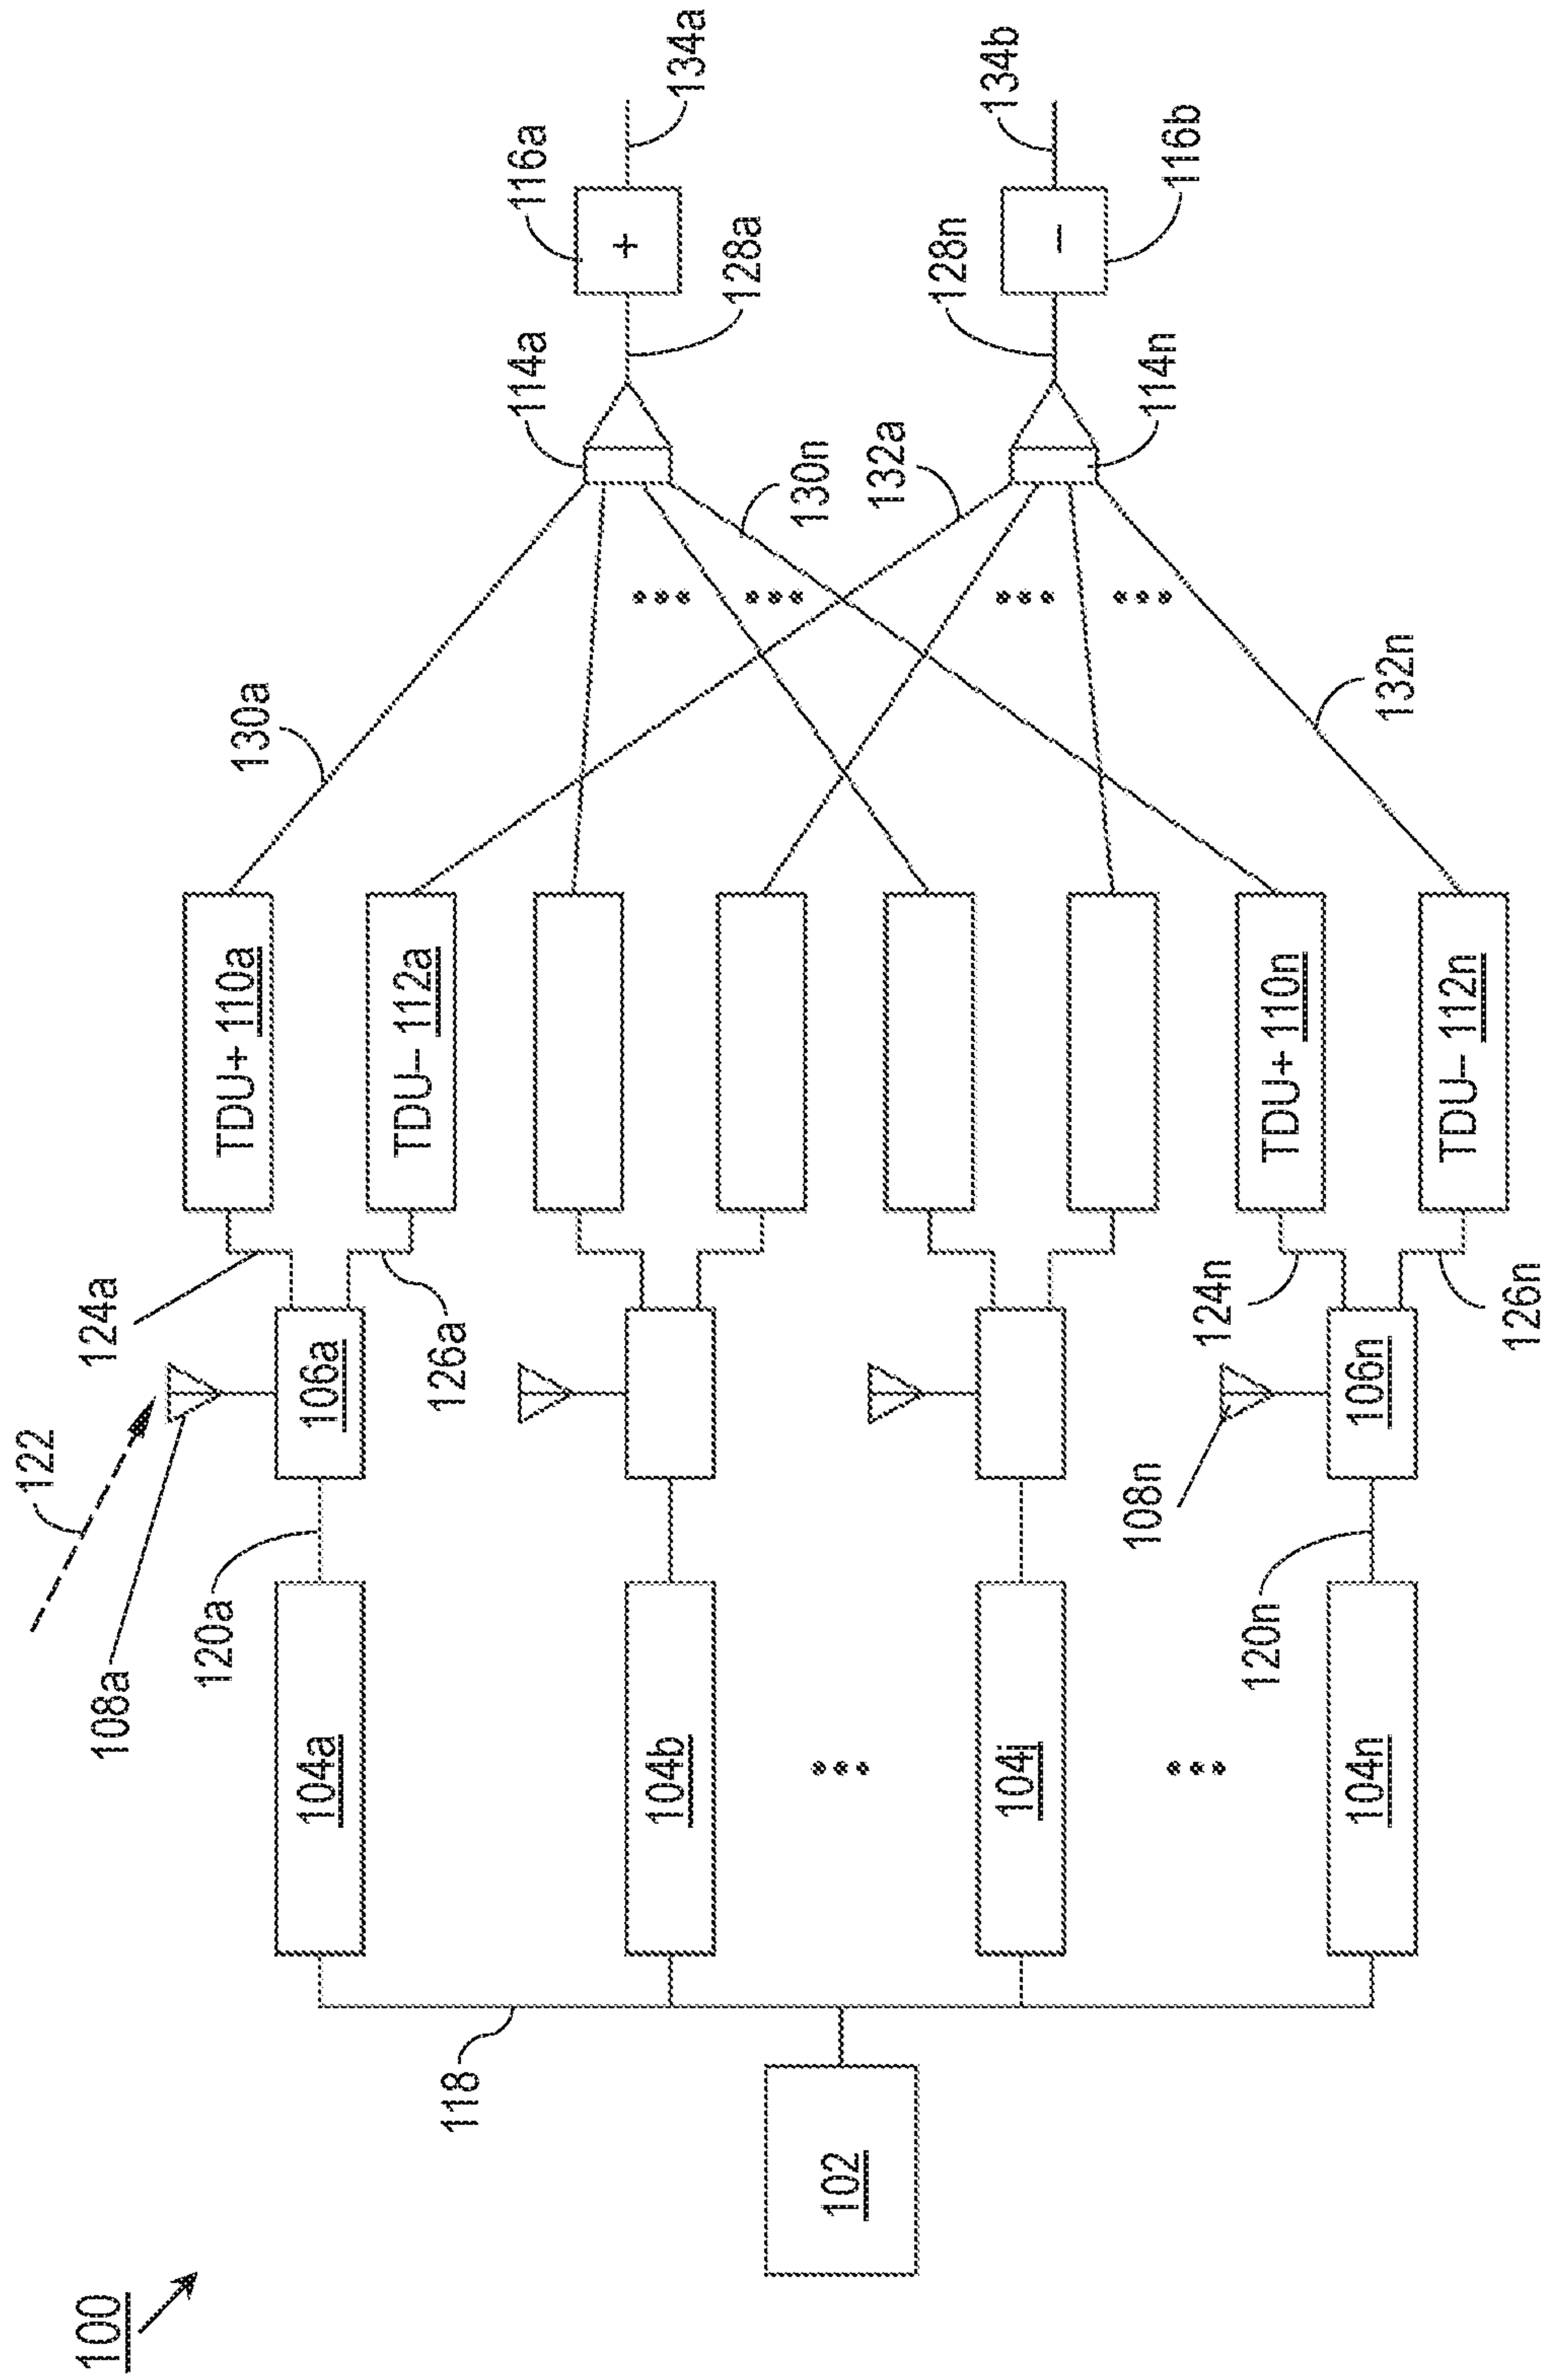 100
102
118
104a
104b
104j
104n
120a
120n
122
108a
108n
106a
106n
124a
126a
124n
126n
TDU+ 110a
TDU– 112a
TDU+ 110n
TDU– 112n
130a
130n
132a
132n
114a
114n
128a
128n
116a
+
116b
–
134a
134b